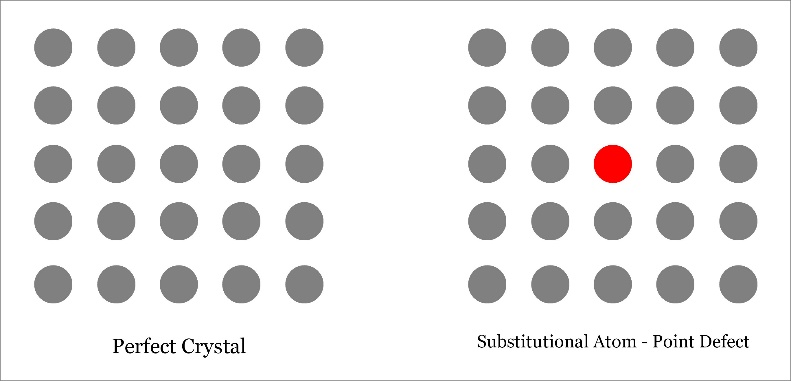 Perfect Crystal
Substitutional Atom - Point Defect